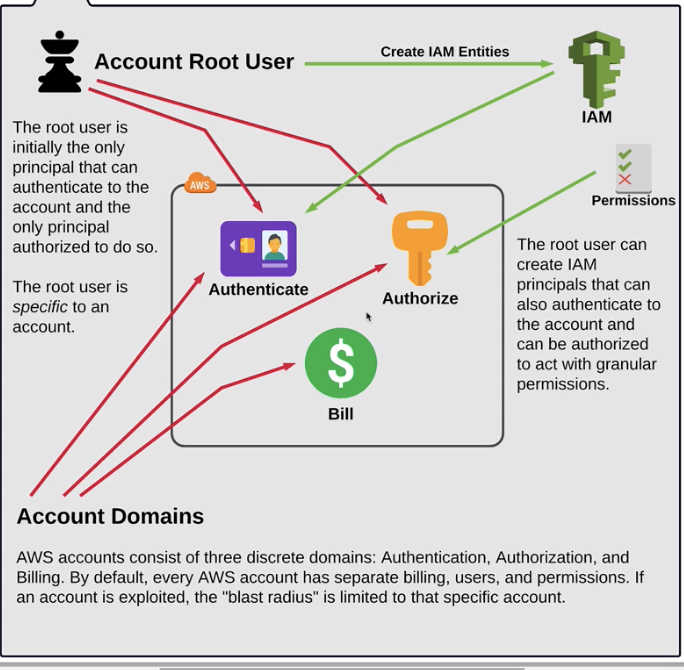 Account Root User
Create IAM Entities
IAM
The root user is
initially the only
principal that can
authenticate to the
account and the
only principal
authorized to do so.
The root user is
specific to an
account.
AWS
Permissions
Authenticate
Authorize
The root user can
create IAM
principals that can
also authenticate to
the account and
can be authorized
to act with granular
permissions.
$
Bill
Account Domains
AWS accounts consist of three discrete domains: Authentication, Authorization, and
Billing. By default, every AWS account has separate billing, users, and permissions. If
an account is exploited, the "blast radius" is limited to that specific account.